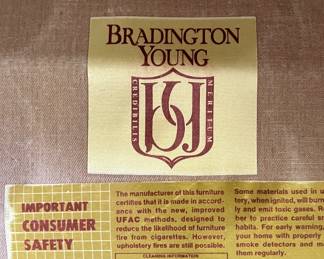 BRADINGTON
YOUNG
CREDIBILIS
MERITUM
BY
IMPORTANT
CONSUMER
SAFETY
The manufacturer of this furniture
certifies that it is made in accord-
ance with the new, improved
UFAC methods, designed to
reduce the likelihood of furniture
fire from cigarettes. However,
upholstery fires are still possible.
CLEANING INFORMATION
Some materials used in u
tery, when ignited, will burn
ly and emit toxic gases. R
ber to practice careful s
habits. For early warning,
your home with properly
smoke detectors and m
them regularly.